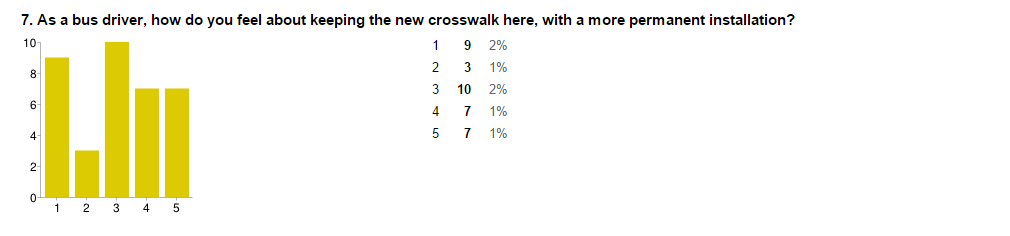 7. As a bus driver, how do you feel about keeping the new crosswalk here, with a more permanent installation?
10
8
6
4
2
0
1 2 3 4 5
1 9 2%
2 3 1%
3 10 2%
4 7 1%
5 7 1%